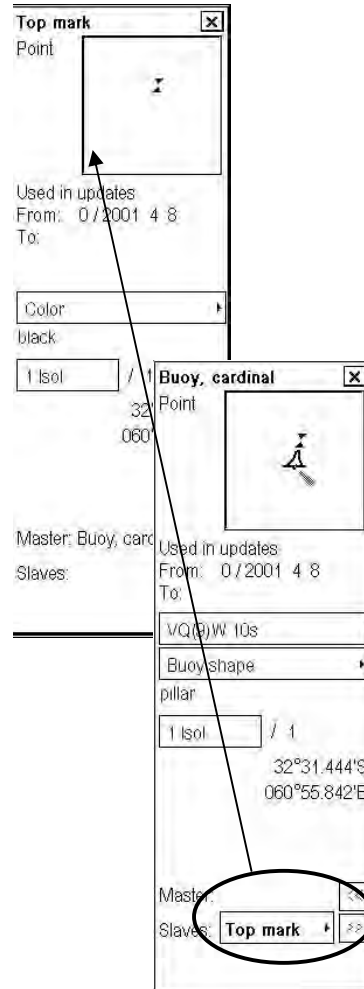 Top mark
Point
Used in updates
From: 0 / 2001 4 8
To:
Color
black
1 Isol / 1
32°
060°
Master: Buoy, card
Slaves:
Buoy, cardinal
Point
Used in updates
From: 0 / 2001 4 8
To:
VQ(9)W 10s
Buoy shape
pillar
1 Isol / 1
32°31.444'S
060°55.842'E
Master: <<
Slaves: Top mark >>